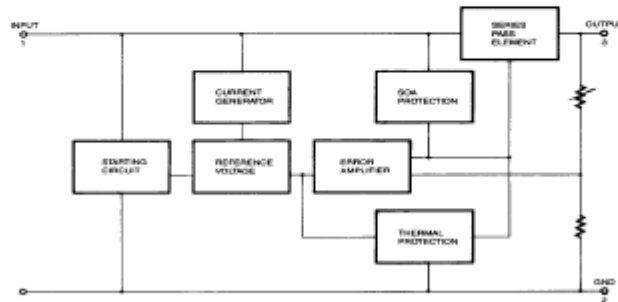 INPUT
1
SERIES
PASS
ELEMENT
OUTPUT
3
CURRENT
GENERATOR
SOA
PROTECTION
STARTING
CIRCUIT
REFERENCE
VOLTAGE
ERROR
AMPLIFIER
THERMAL
PROTECTION
GND
2